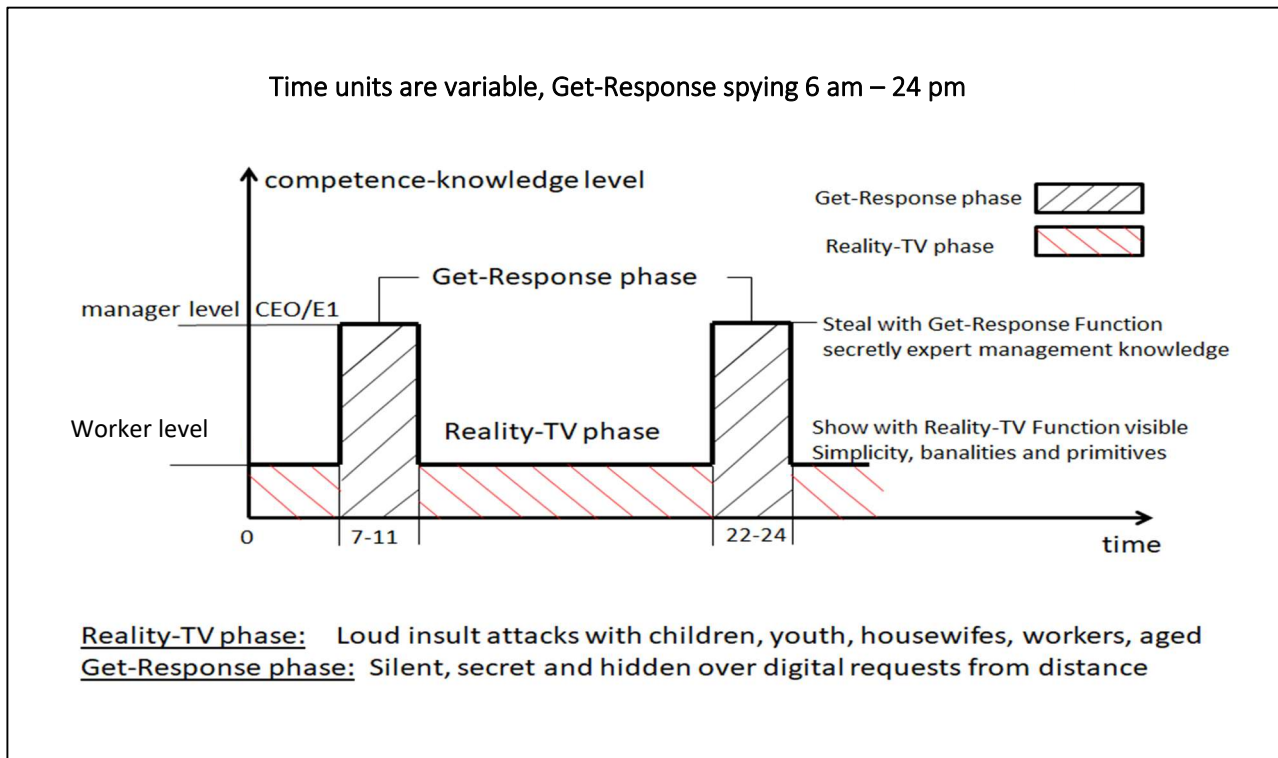 Time units are variable, Get-Response spying 6 am – 24 pm
competence-knowledge level
Get-Response phase
Reality-TV phase
Get-Response phase
manager level CEO/E1
Steal with Get-Response Function
secretly expert management knowledge
Worker level
Reality-TV phase
Show with Reality-TV Function visible
Simplicity, banalities and primitives
0
7-11
22-24
time
Reality-TV phase: Loud insult attacks with children, youth, housewifes, workers, aged
Get-Response phase: Silent, secret and hidden over digital requests from distance